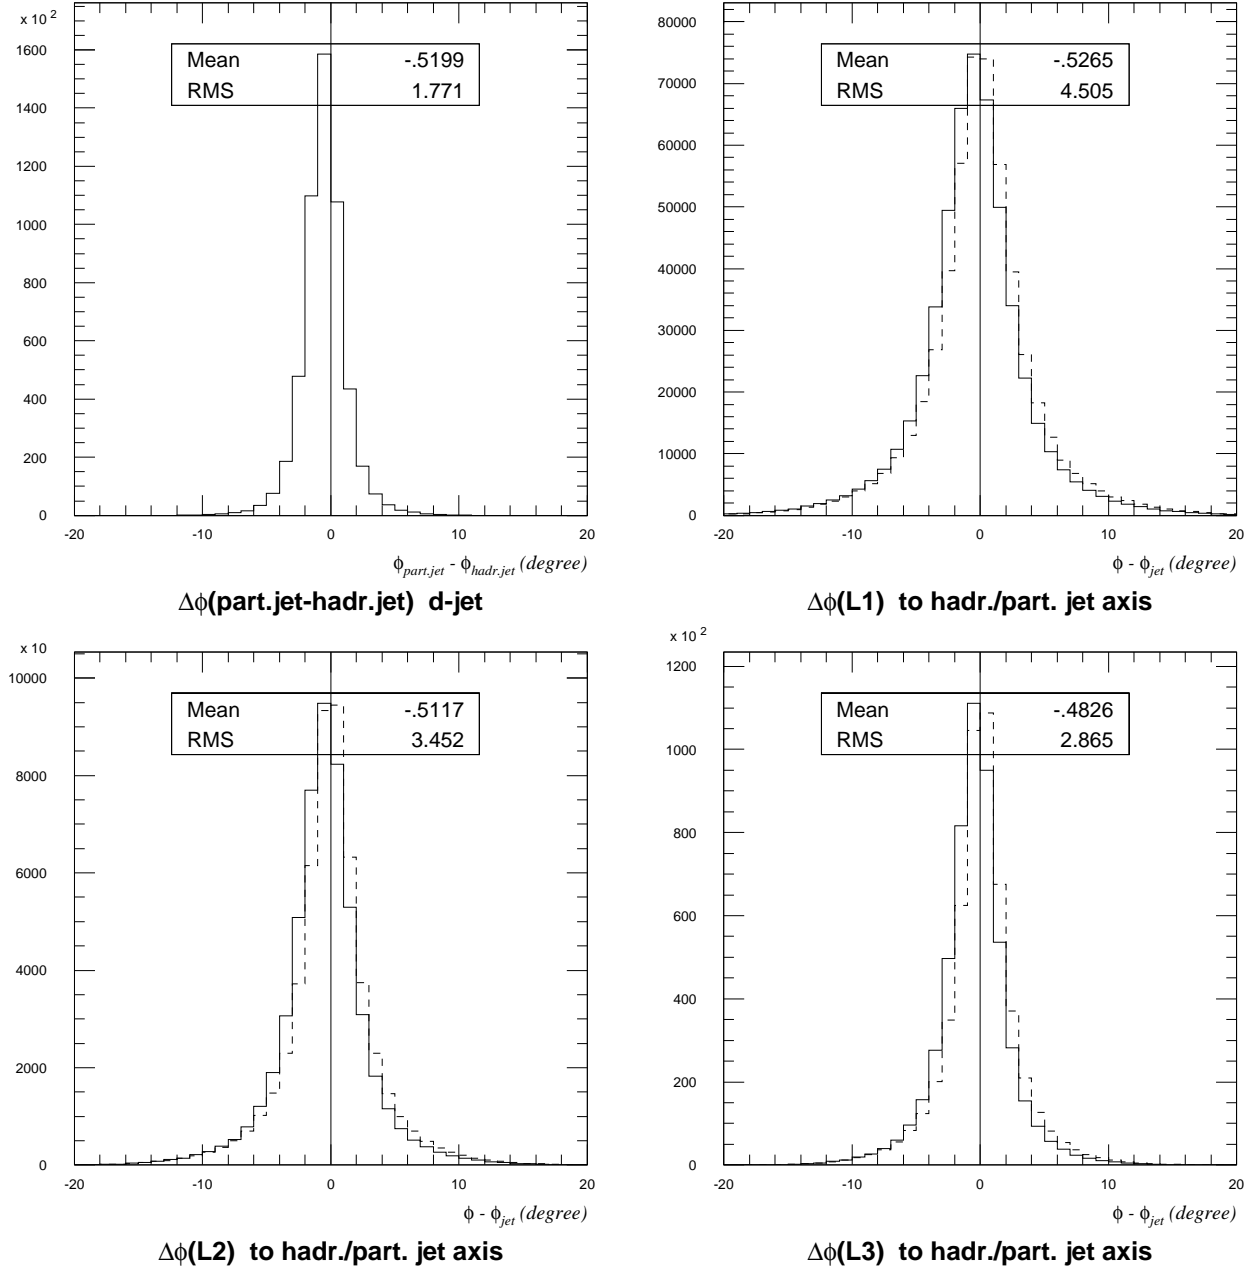 x 10 2
1600
1400
1200
1000
800
600
400
200
0
Mean -.5199
RMS 1.771
-20 -10 0 10 20
ϕpart.jet - ϕhadr.jet (degree)
Δϕ(part.jet-hadr.jet) d-jet
80000
70000
60000
50000
40000
30000
20000
10000
0
Mean -.5265
RMS 4.505
-20 -10 0 10 20
ϕ - ϕjet (degree)
Δϕ(L1) to hadr./part. jet axis
x 10
10000
8000
6000
4000
2000
0
Mean -.5117
RMS 3.452
-20 -10 0 10 20
ϕ - ϕjet (degree)
Δϕ(L2) to hadr./part. jet axis
x 10 2
1200
1000
800
600
400
200
0
Mean -.4826
RMS 2.865
-20 -10 0 10 20
ϕ - ϕjet (degree)
Δϕ(L3) to hadr./part. jet axis